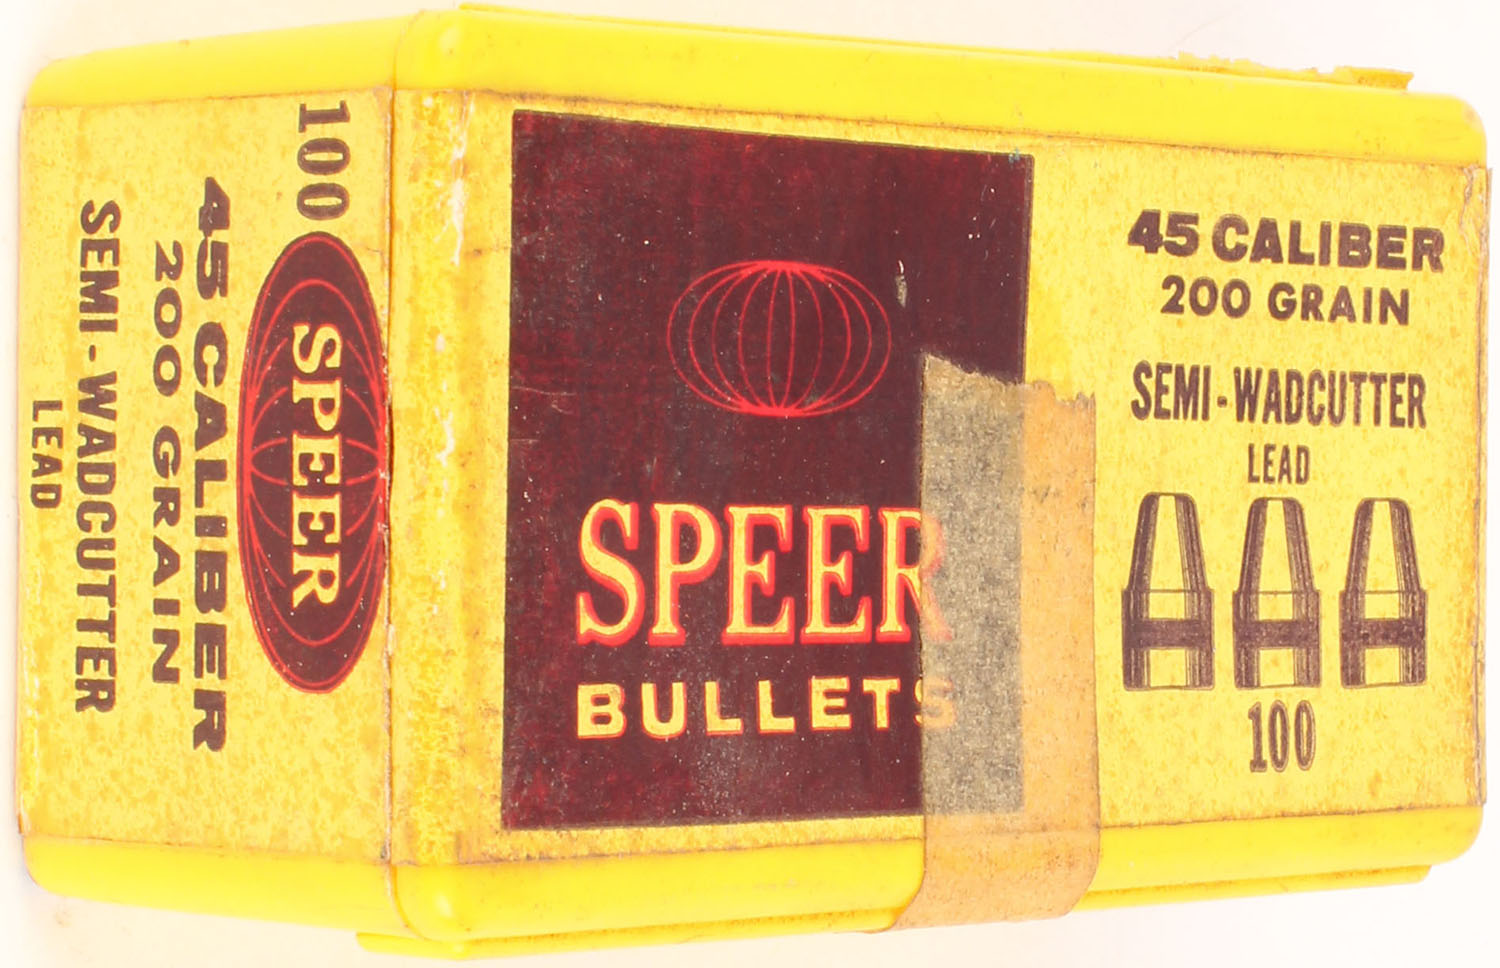 100
SPEER
45 CALIBER
200 GRAIN
SEMI-WADCUTTER
LEAD
SPEER
BULLETS
45 CALIBER
200 GRAIN
SEMI-WADCUTTER
LEAD
100